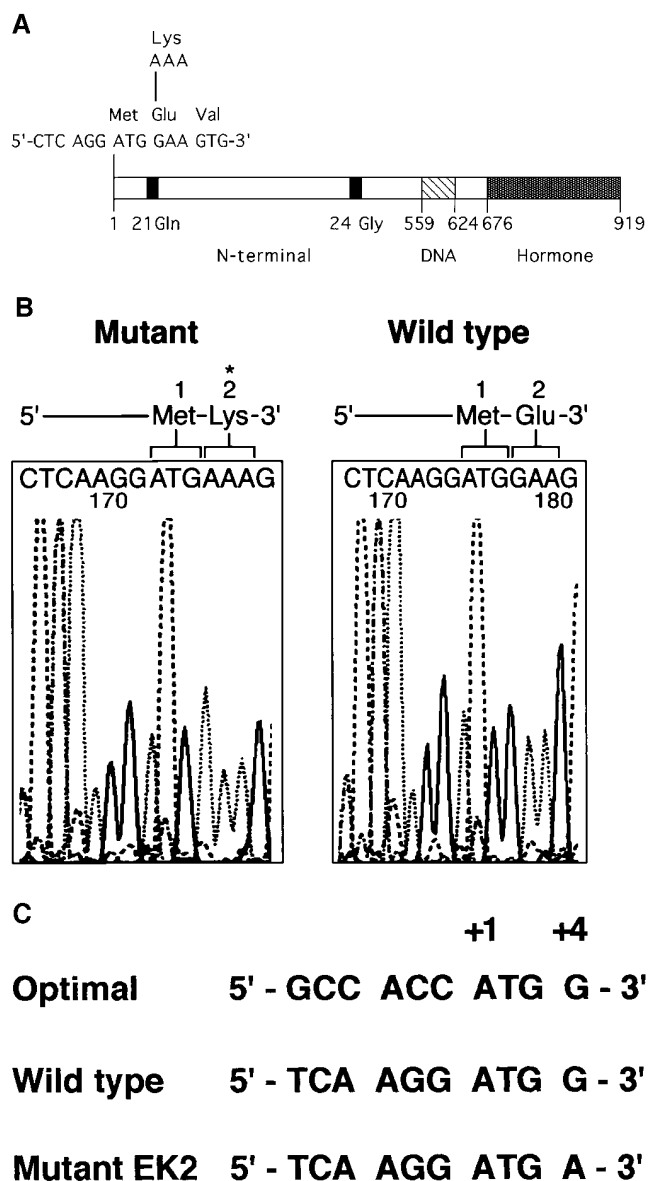 A
Lys
AAA
Met Glu Val
5'-CTC AGG ATG GAA GTG-3'
1 21 Gln 24 Gly 559 624 676 919
N-terminal DNA Hormone
B
Mutant Wild type
*
1 2 1 2
5' Met-Lys-3' 5' Met-Glu-3'
CTCAAGGATGAAAG CTCAAGGATGGAAG
170 170 180
C
+1 +4
Optimal 5' - GCC ACC ATG G - 3'
Wild type 5' - TCA AGG ATG G - 3'
Mutant EK2 5' - TCA AGG ATG A - 3'